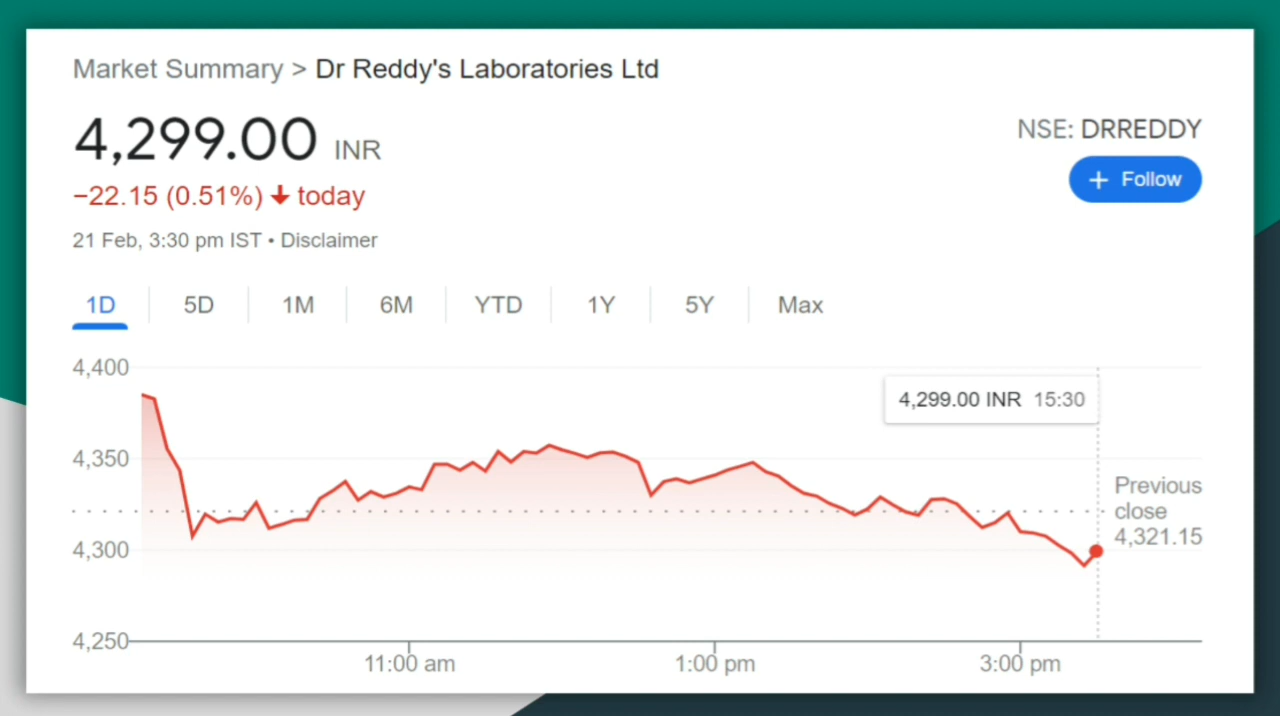 Market Summary > Dr Reddy's Laboratories Ltd
4,299.00 INR
NSE: DRREDDY
−22.15 (0.51%) ↓ today
+ Follow
21 Feb, 3:30 pm IST • Disclaimer
1D 5D 1M 6M YTD 1Y 5Y Max
4,400
4,299.00 INR 15:30
4,350
Previous
close
4,321.15
4,300
4,250
11:00 am 1:00 pm 3:00 pm